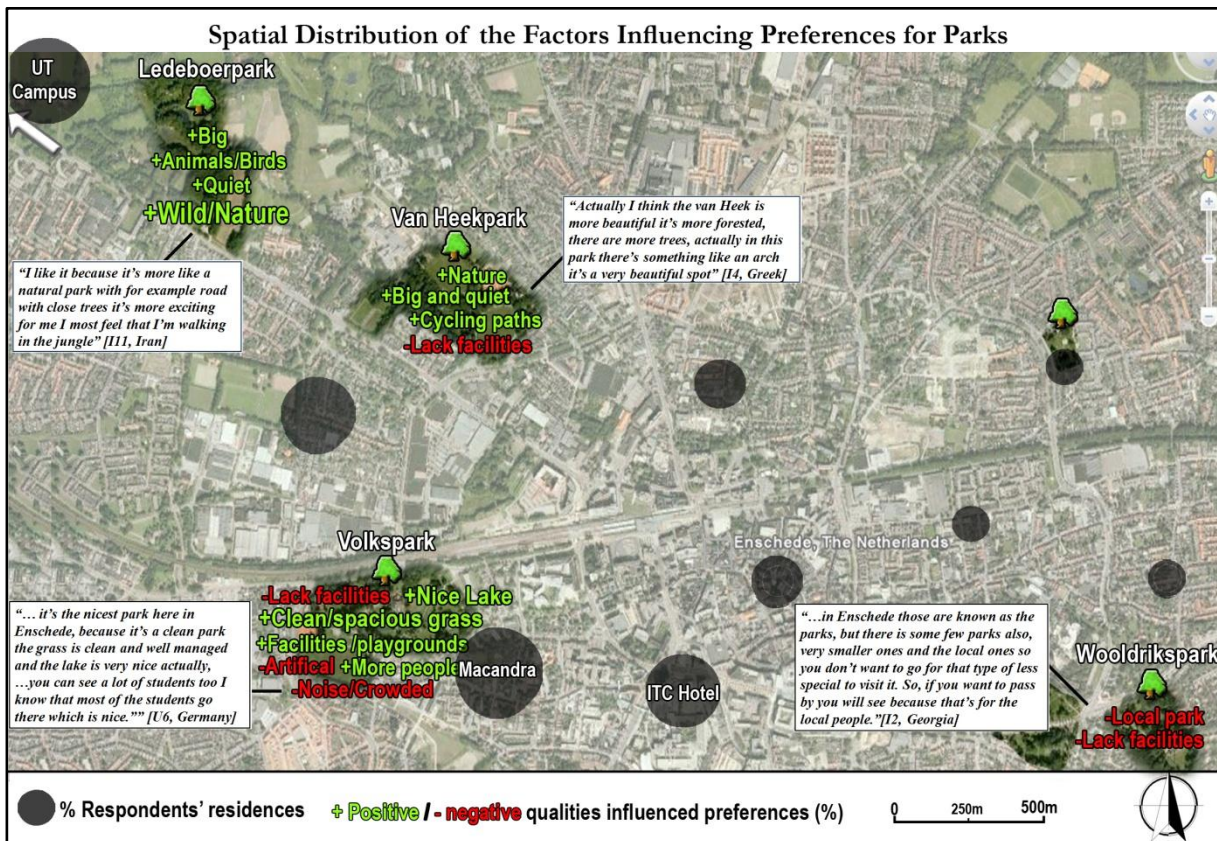 Spatial Distribution of the Factors Influencing Preferences for Parks
UT
Campus
Ledeboerpark
+Big
+Animals/Birds
+Quiet
+Wild/Nature
“I like it because it’s more like a
natural park with for example road
with close trees it’s more exciting
for me I most feel that I’m walking
in the jungle” [I11, Iran]
Van Heekpark
+Nature
+Big and quiet
+Cycling paths
-Lack facilities
“Actually I think the van Heek is
more beautiful it’s more forested,
there are more trees, actually in this
park there’s something like an arch
it’s a very beautiful spot” [I4, Greek]
Enschede, The Netherlands
Volkspark
-Lack facilities +Nice Lake
+Clean/spacious grass
+Facilities /playgrounds
-Artifical +More people
-Noise/Crowded
“… it’s the nicest park here in
Enschede, because it’s a clean park
the grass is clean and well managed
and the lake is very nice actually,
…you can see a lot of students too I
know that most of the students go
there which is nice.”” [U6, Germany]
Macandra
ITC Hotel
“…in Enschede those are known as the
parks, but there is some few parks also,
very smaller ones and the local ones so
you don’t want to go for that type of less
special to visit it. So, if you want to pass
by you will see because that’s for the
local people.”[I2, Georgia]
Wooldrikspark
-Local park
-Lack facilities
% Respondents’ residences
+ Positive / - negative qualities influenced preferences (%)
0 250m 500m